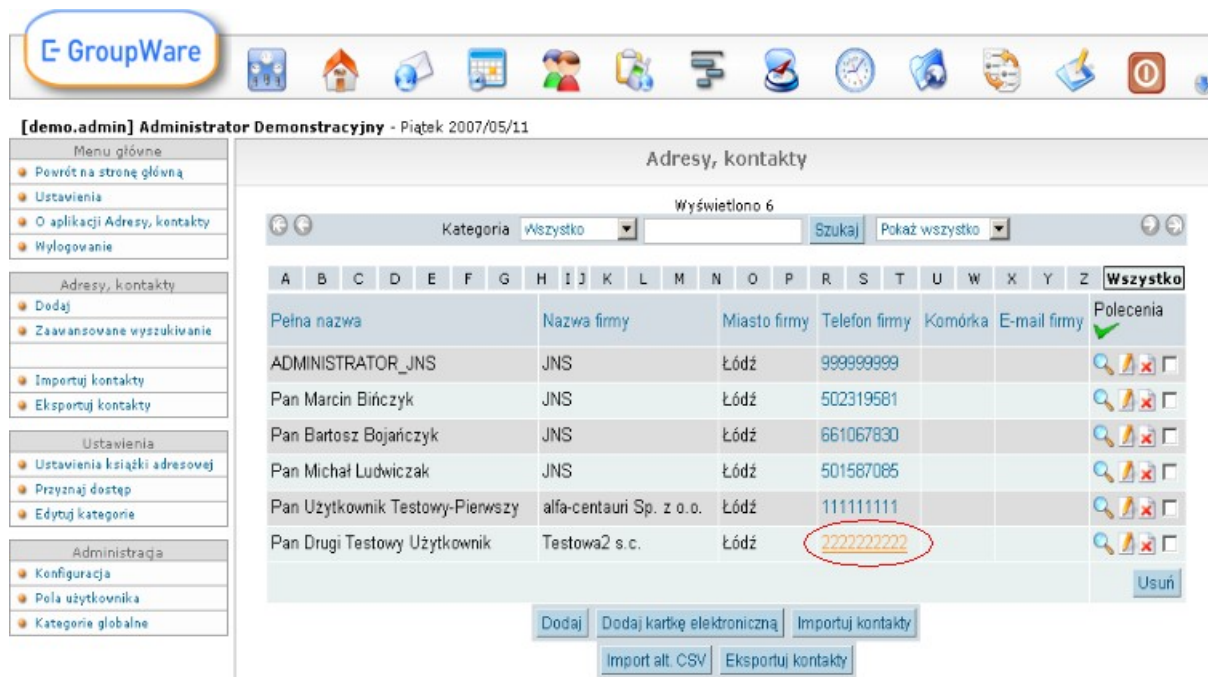 E- GroupWare
[demo.admin] Administrator Demonstracyjny - Piątek 2007/05/11
Menu główne
Powrót na stronę główną
Ustawienia
O aplikacji Adresy, kontakty
Wylogowanie
Adresy, kontakty
Dodaj
Zaawansowane wyszukiwanie
Importuj kontakty
Eksportuj kontakty
Ustawienia
Ustawienia książki adresowej
Przyznaj dostęp
Edytuj kategorie
Administracja
Konfiguracja
Pola użytkownika
Kategorie globalne
Adresy, kontakty
Wyświetlono 6
Kategoria Wszystko Szukaj Pokaż wszystko
A B C D E F G H I J K L M N O P R S T U W X Y Z Wszystko
Pełna nazwa Nazwa firmy Miasto firmy Telefon firmy Komórka E-mail firmy Polecenia
ADMINISTRATOR_JNS JNS Łódź 999999999
Pan Marcin Bińczyk JNS Łódź 502319581
Pan Bartosz Bojańczyk JNS Łódź 661067830
Pan Michał Ludwiczak JNS Łódź 501587085
Pan Użytkownik Testowy-Pierwszy alfa-centauri Sp. z o.o. Łódź 111111111
Pan Drugi Testowy Użytkownik Testowa2 s.c. Łódź 2222222222
Usuń
Dodaj Dodaj kartkę elektroniczną Importuj kontakty
Import alt. CSV Eksportuj kontakty